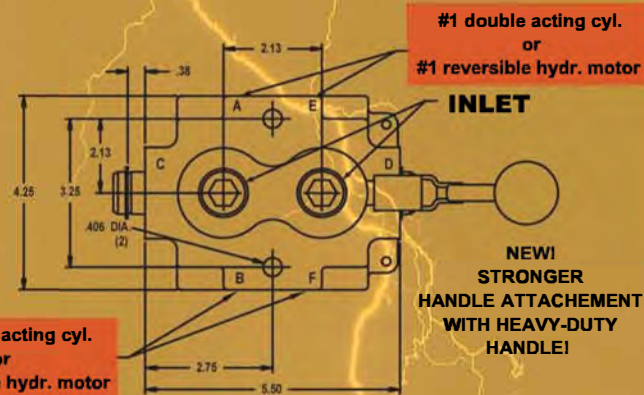 #1 double acting cyl.
or
#1 reversible hydr. motor
2.13
.38
A
E
INLET
2.13
C
D
4.25
3.25
.406 DIA.
(2)
B
F
NEW!
STRONGER
HANDLE ATTACHEMENT
WITH HEAVY-DUTY
HANDLE!
acting cyl.
or
hydr. motor
2.75
5.50